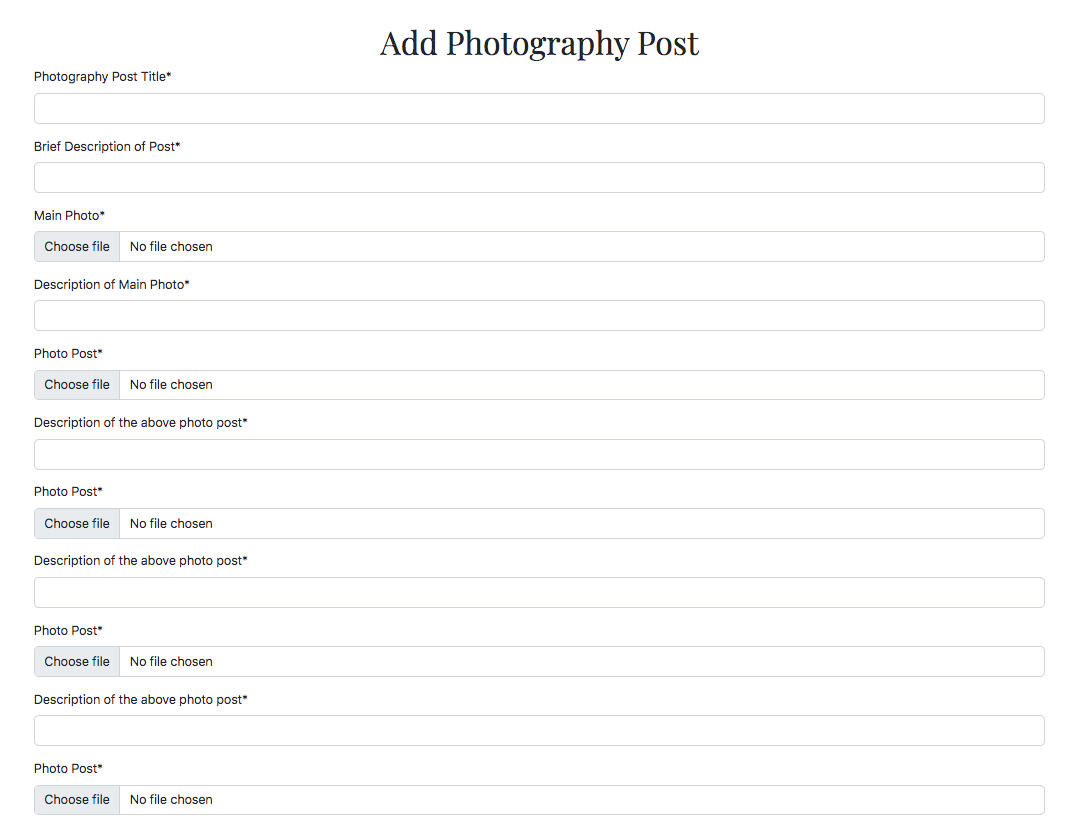 Add Photography Post
Photography Post Title*
Brief Description of Post*
Main Photo*
Choose file No file chosen
Description of Main Photo*
Photo Post*
Choose file No file chosen
Description of the above photo post*
Photo Post*
Choose file No file chosen
Description of the above photo post*
Photo Post*
Choose file No file chosen
Description of the above photo post*
Photo Post*
Choose file No file chosen